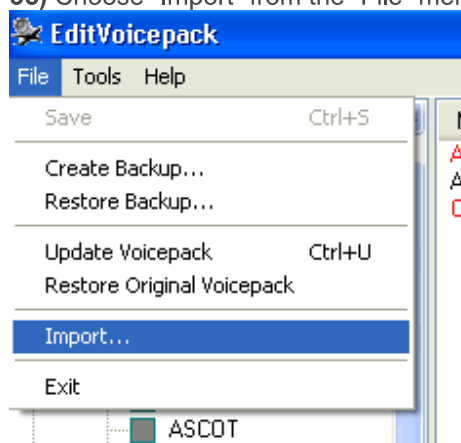 Choose "Import" from the "File"
EditVoicepack
File Tools Help
Save Ctrl+S
Create Backup...
Restore Backup...
Update Voicepack Ctrl+U
Restore Original Voicepack
Import...
Exit
ASCOT